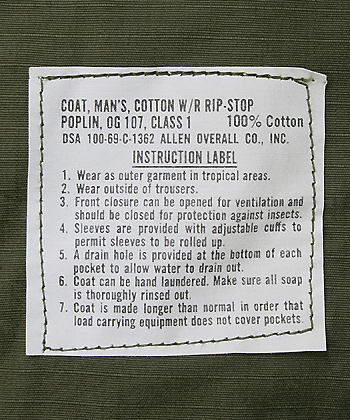 COAT, MAN'S, COTTON W/R RIP-STOP
POPLIN, OG 107, CLASS 1 100% Cotton
DSA 100-69-C-1362 ALLEN OVERALL CO., INC.
INSTRUCTION LABEL
1. Wear as outer garment in tropical areas.
2. Wear outside of trousers.
3. Front closure can be opened for ventilation and
should be closed for protection against insects.
4. Sleeves are provided with adjustable cuffs to
permit sleeves to be rolled up.
5. A drain hole is provided at the bottom of each
pocket to allow water to drain out.
6. Coat can be hand laundered. Make sure all soap
is thoroughly rinsed out.
7. Coat is made longer than normal in order that
load carrying equipment does not cover pockets.